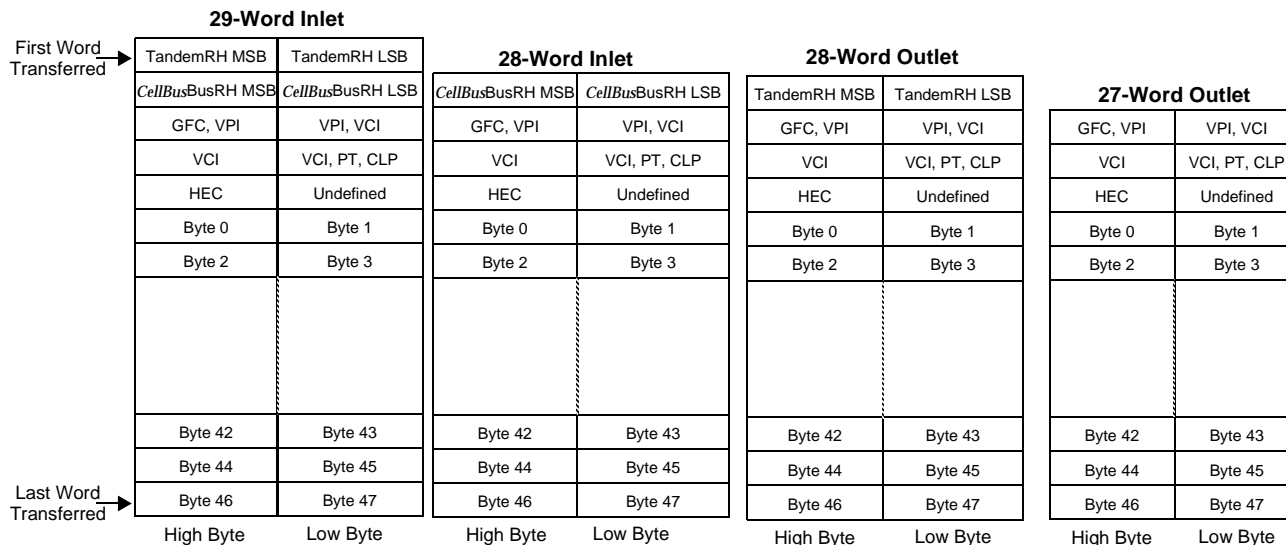 29-Word Inlet
First Word
Transferred
TandemRH MSB TandemRH LSB
CellBusBusRH MSB CellBusBusRH LSB
GFC, VPI VPI, VCI
VCI VCI, PT, CLP
HEC Undefined
Byte 0 Byte 1
Byte 2 Byte 3
Byte 42 Byte 43
Byte 44 Byte 45
Last Word
Transferred
Byte 46 Byte 47
High Byte Low Byte
28-Word Inlet
CellBusBusRH MSB CellBusBusRH LSB
GFC, VPI VPI, VCI
VCI VCI, PT, CLP
HEC Undefined
Byte 0 Byte 1
Byte 2 Byte 3
Byte 42 Byte 43
Byte 44 Byte 45
Byte 46 Byte 47
High Byte Low Byte
28-Word Outlet
TandemRH MSB TandemRH LSB
GFC, VPI VPI, VCI
VCI VCI, PT, CLP
HEC Undefined
Byte 0 Byte 1
Byte 2 Byte 3
Byte 42 Byte 43
Byte 44 Byte 45
Byte 46 Byte 47
High Byte Low Byte
27-Word Outlet
GFC, VPI VPI, VCI
VCI VCI, PT, CLP
HEC Undefined
Byte 0 Byte 1
Byte 2 Byte 3
Byte 42 Byte 43
Byte 44 Byte 45
Byte 46 Byte 47
High Byte Low Byte